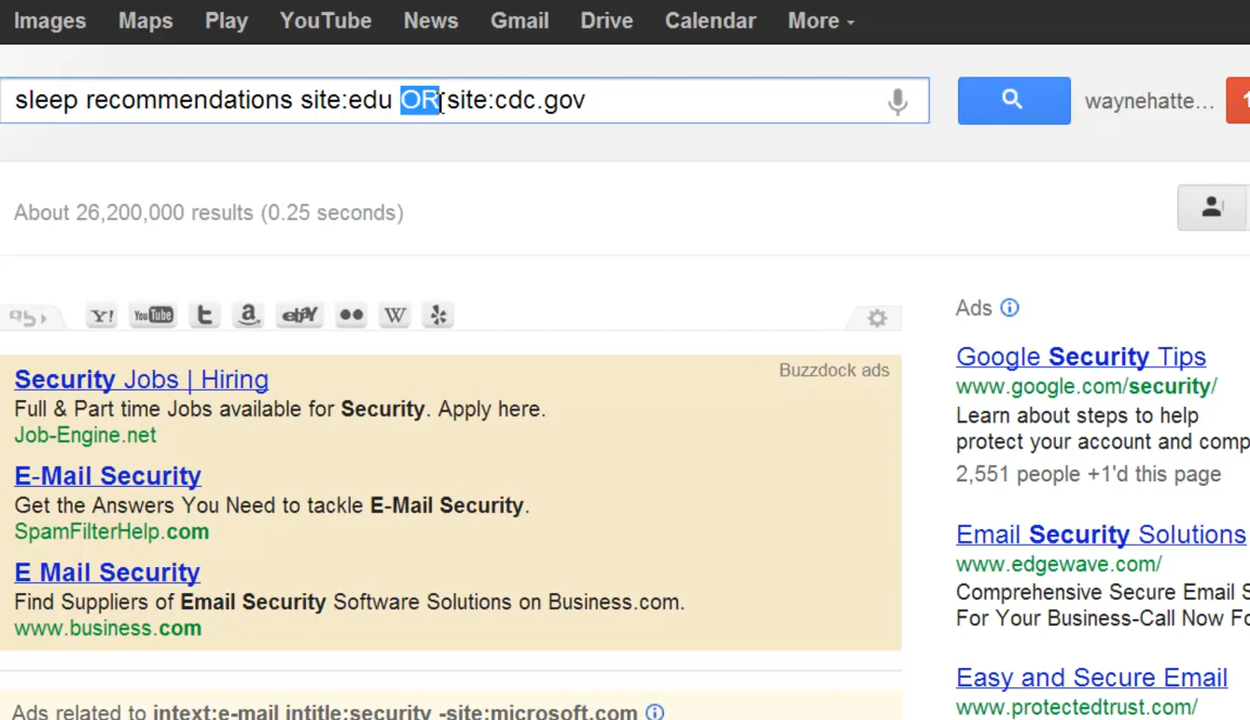 Images Maps Play YouTube News Gmail Drive Calendar More
sleep recommendations site:edu OR site:cdc.gov
waynehatte...
About 26,200,000 results (0.25 seconds)
Y! YouTube t a ebay W
Buzzdock ads
Security Jobs | Hiring
Full & Part time Jobs available for Security. Apply here.
Job-Engine.net
E-Mail Security
Get the Answers You Need to tackle E-Mail Security.
SpamFilterHelp.com
E Mail Security
Find Suppliers of Email Security Software Solutions on Business.com.
www.business.com
Ads related to intext:e-mail intitle:security -site:microsoft.com
Ads
Google Security Tips
www.google.com/security/
Learn about steps to help
protect your account and comp
2,551 people +1'd this page
Email Security Solutions
www.edgewave.com/
Comprehensive Secure Email S
For Your Business-Call Now Fo
Easy and Secure Email
www.protectedtrust.com/